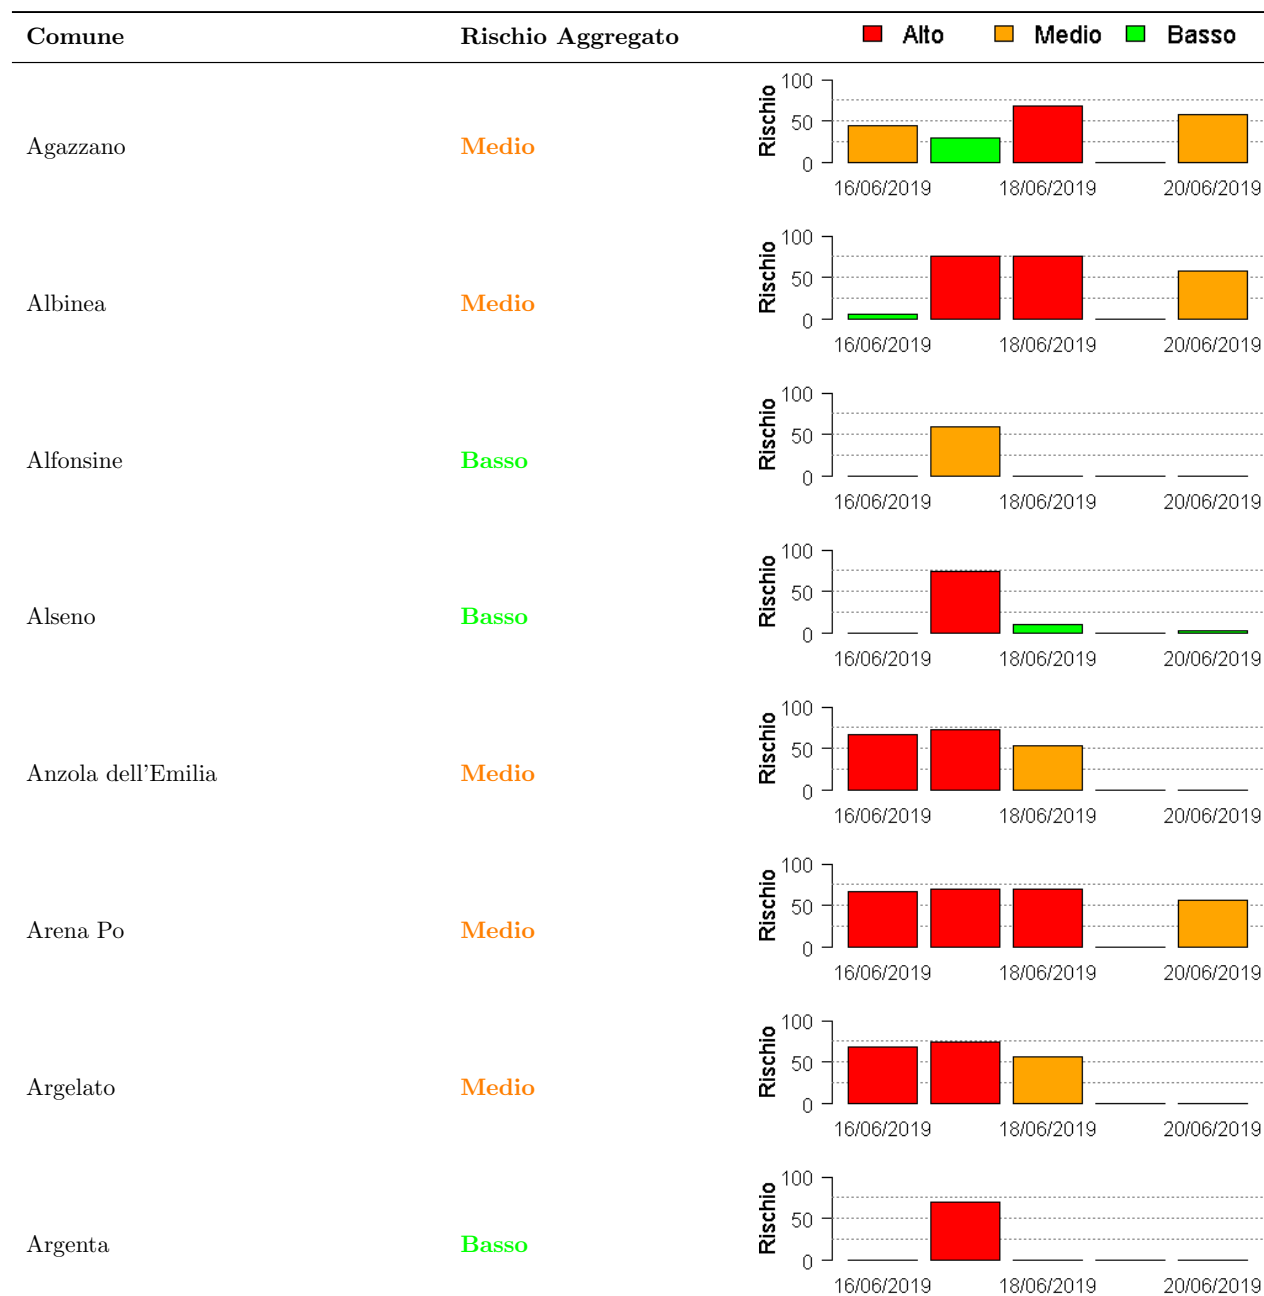 Comune Rischio Aggregato Alto Medio Basso
100
Rischio
50
Agazzano Medio
0
16/06/2019 18/06/2019 20/06/2019
100
Rischio
50
Albinea Medio
0
16/06/2019 18/06/2019 20/06/2019
100
Rischio
50
Alfonsine Basso
0
16/06/2019 18/06/2019 20/06/2019
100
Rischio
50
Alseno Basso
0
16/06/2019 18/06/2019 20/06/2019
100
Rischio
50
Anzola dell'Emilia Medio
0
16/06/2019 18/06/2019 20/06/2019
100
Rischio
50
Arena Po Medio
0
16/06/2019 18/06/2019 20/06/2019
100
Rischio
50
Argelato Medio
0
16/06/2019 18/06/2019 20/06/2019
100
Rischio
50
Argenta Basso
0
16/06/2019 18/06/2019 20/06/2019